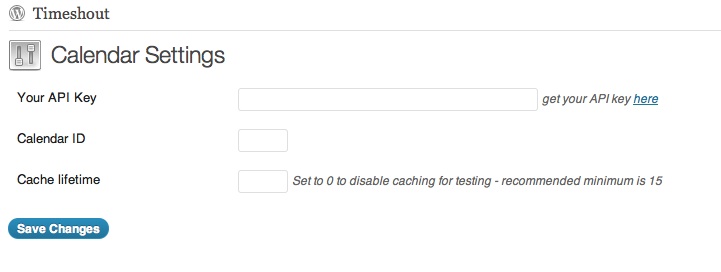 Timeshout
Calendar Settings
Your API Key get your API key here
Calendar ID
Cache lifetime Set to 0 to disable caching for testing - recommended minimum is 15
Save Changes